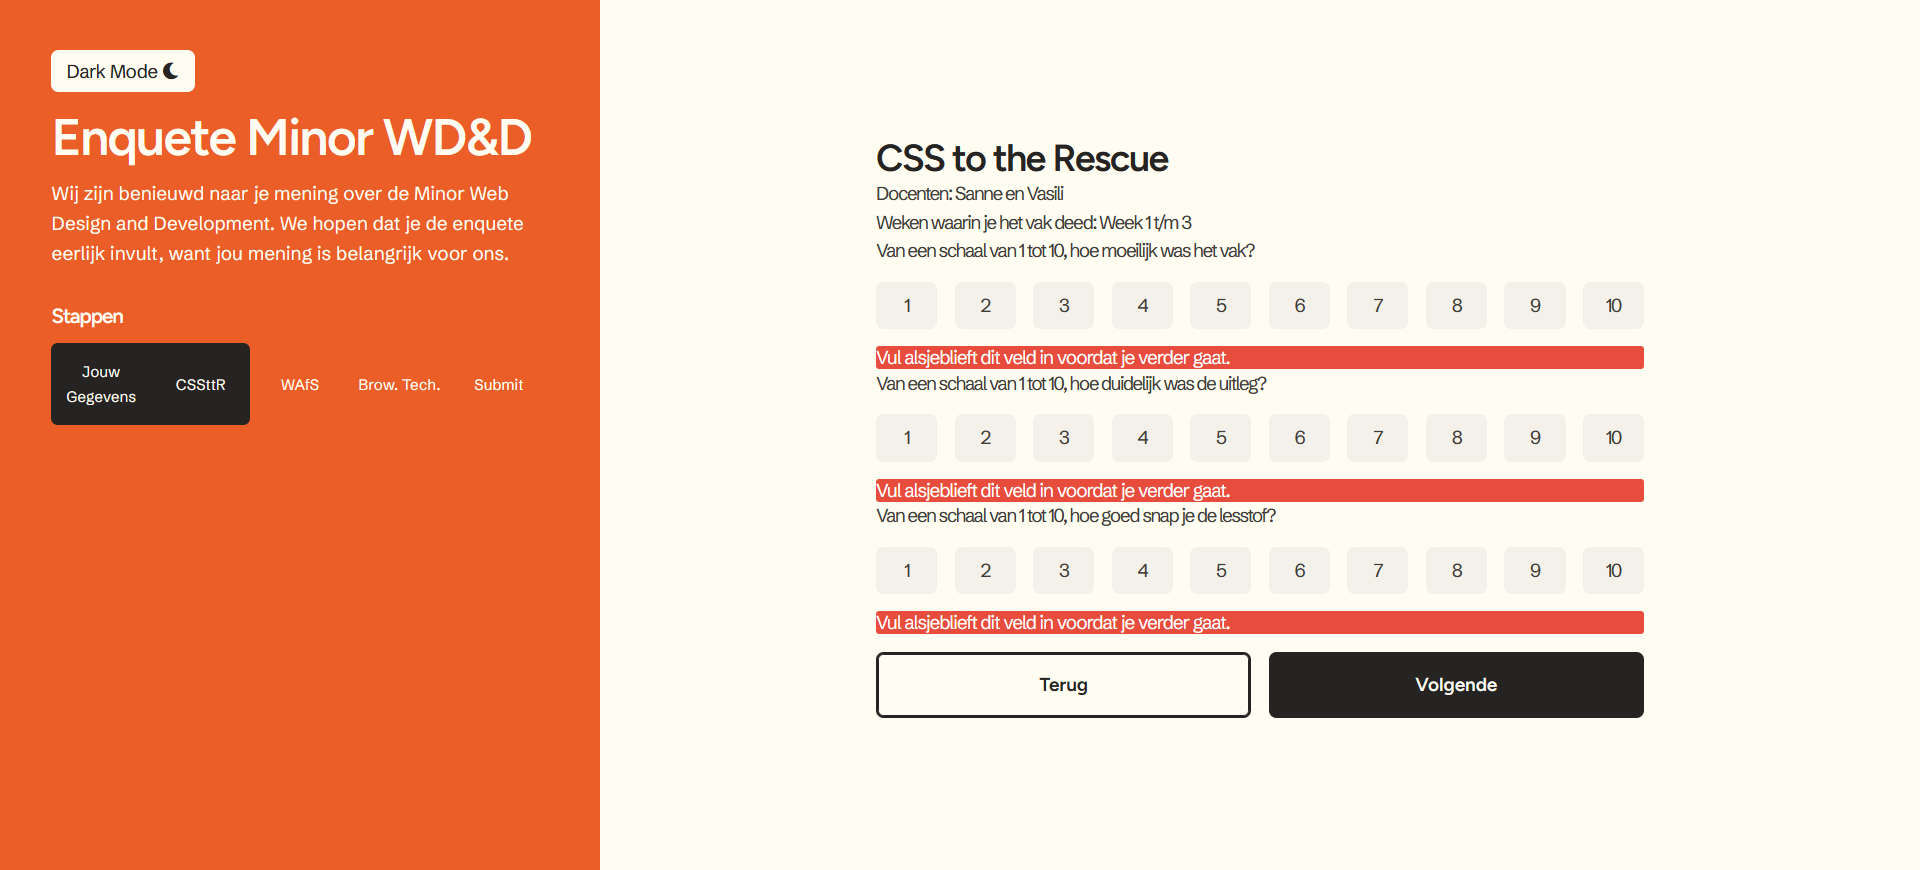 Dark Mode
Enquete Minor WD&D
Wij zijn benieuwd naar je mening over de Minor Web
Design and Development. We hopen dat je de enquete
eerlijk invult, want jou mening is belangrijk voor ons.
Stappen
Jouw
Gegevens
CSSttR
WAfS
Brow. Tech.
Submit
CSS to the Rescue
Docenten: Sanne en Vasili
Weken waarin je het vak deed: Week 1 t/m 3
Van een schaal van 1 tot 10, hoe moeilijk was het vak?
1 2 3 4 5 6 7 8 9 10
Vul alsjeblieft dit veld in voordat je verder gaat.
Van een schaal van 1 tot 10, hoe duidelijk was de uitleg?
1 2 3 4 5 6 7 8 9 10
Vul alsjeblieft dit veld in voordat je verder gaat.
Van een schaal van 1 tot 10, hoe goed snap je de lesstof?
1 2 3 4 5 6 7 8 9 10
Vul alsjeblieft dit veld in voordat je verder gaat.
Terug
Volgende